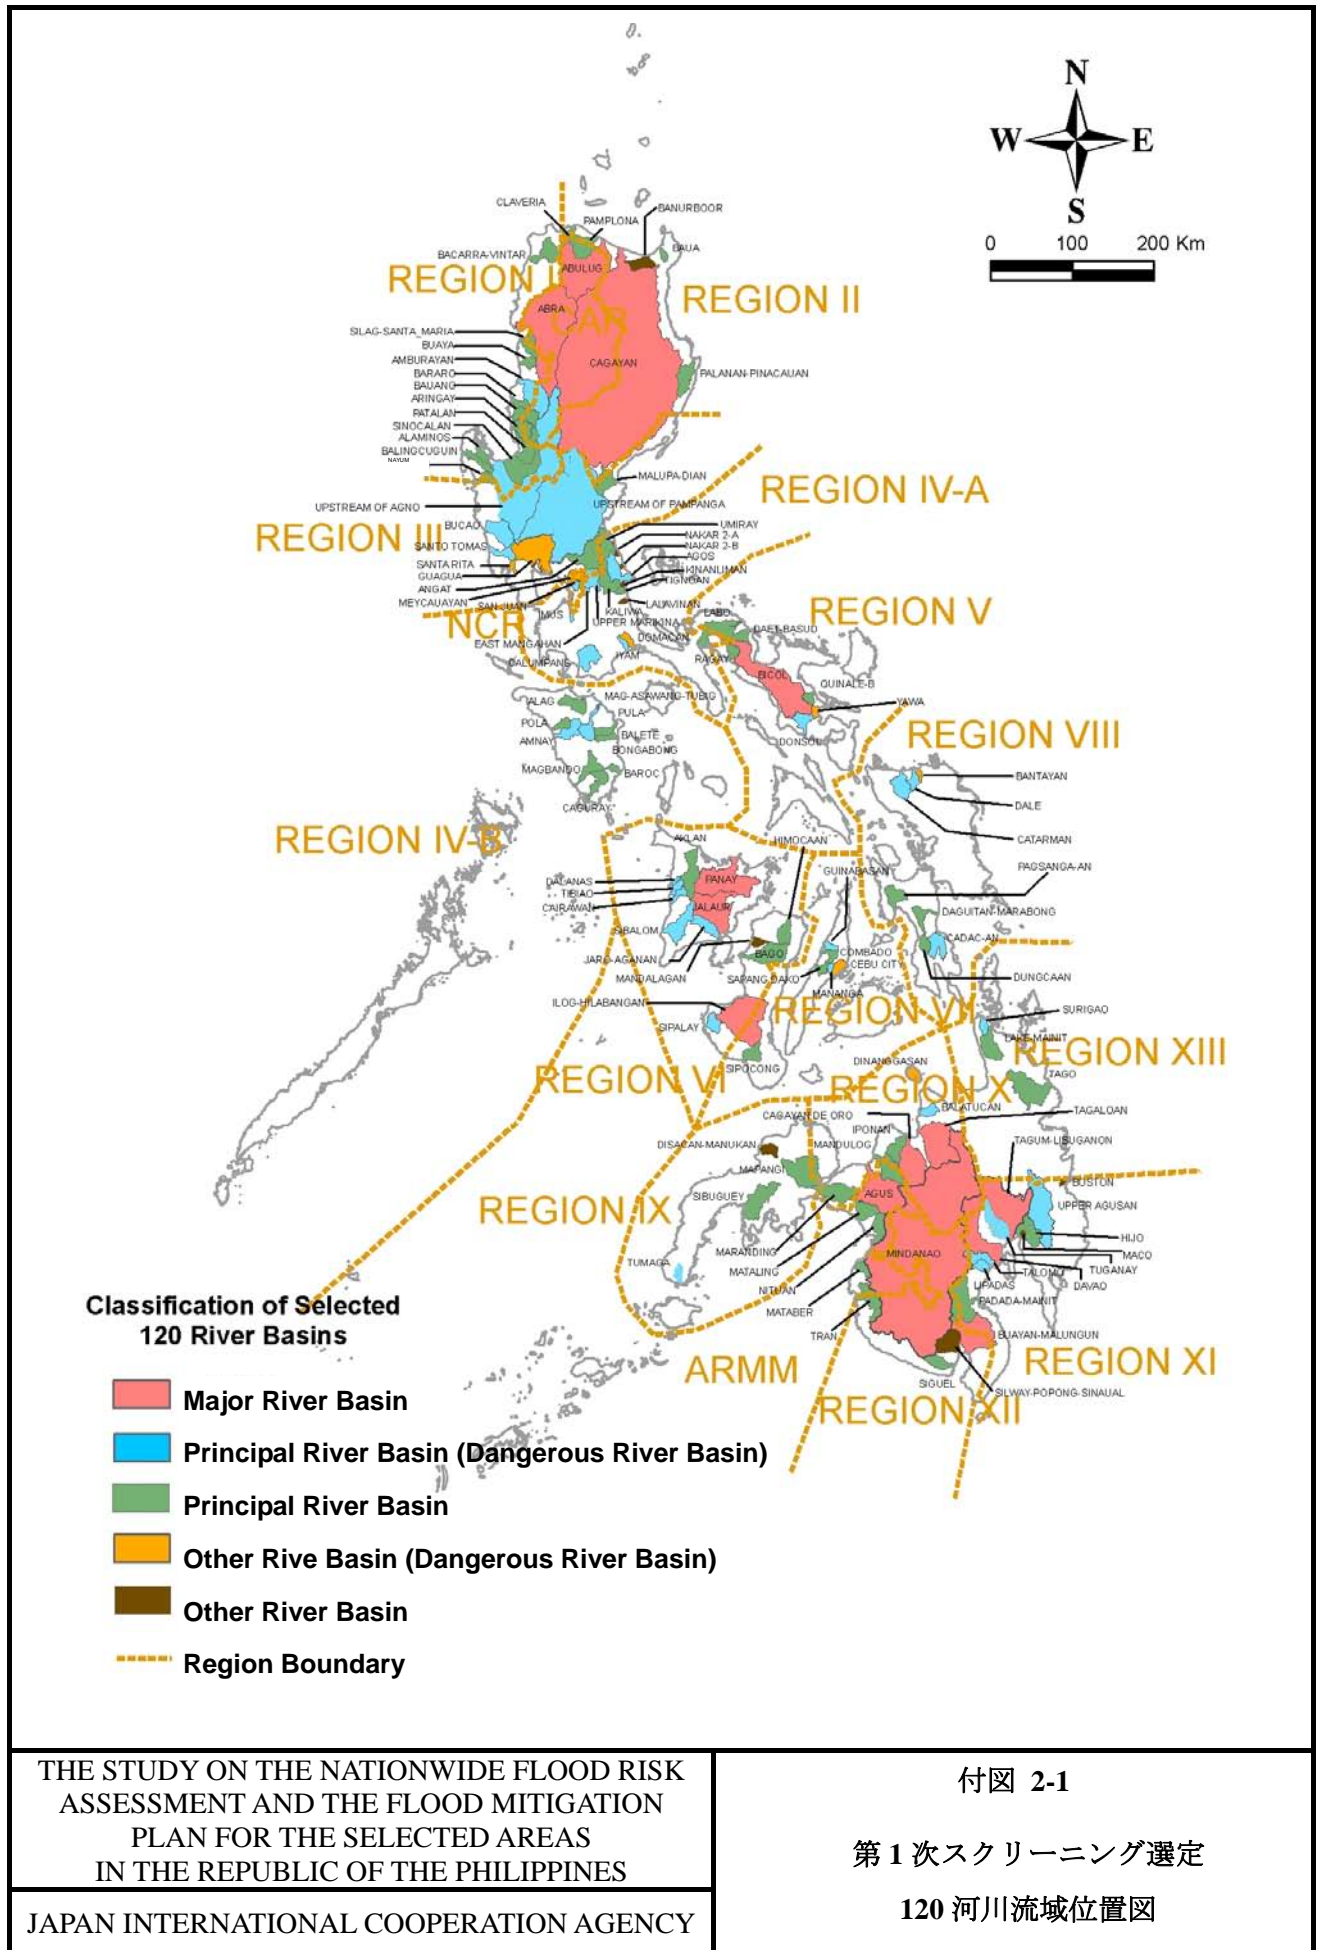 N
W E
S
0 100 200 Km
CLAVERIA
PAMPLONA
BANURBOOR
BAUA
BACARRA-VINTAR
ABULUG
REGION I
REGION II
ABRA
CAR
SILAG-SANTA_MARIA
BUAYA
AMBURAYAN
BARARO
BAUANG
ARINGAY
PATALAN
SINOCALAN
ALAMINOS
BALINGCUGUIN
NAYUM
CAGAYAN
PALANAN-PINACAUAN
MALUPA-DIAN
REGION IV-A
UPSTREAM OF AGNO
UPSTREAM OF PAMPANGA
BUCAO
REGION III
SANTO TOMAS
SANTA RITA
GUAGUA
ANGAT
MEYCAUAYAN
SAN JUAN
IMUS
NCR
EAST MANGAHAN
CALUMPANG
UMIRAY
NAKAR 2-A
NAKAR 2-B
AGOS
KINANLIMAN
TIGNOAN
LALAVINAN
KALIWA
UPPER MARIKINA
DOMACAN
IYAM
LABO
DAET-BASUD
REGION V
RAGAY
BICOL
QUINALE-B
YAWA
DONSOL
MAG-ASAWANG-TUBIG
ALAG
PULA
POLA
BALETE
AMNAY
BONGABONG
MAGBANDO
BAROC
CAGURAY
REGION VIII
BANTAYAN
DALE
CATARMAN
REGION IV-B
AKLAN
HIMOCAAN
PAGSANGA-AN
GUINABASAN
DALANAS
TIBIAO
CAIRAWAN
PANAY
JALAUR
SIBALOM
DAGUITAN-MARABONG
CADAC-AN
JARO-AGANAN
BAGO
COMBADO
CEBU CITY
MANDALAGAN
SAPANG DAKO
MANANGA
DUNGCAAN
ILOG-HILABANGAN
REGION VII
SIPALAY
SURIGAO
LAKE-MAINIT
REGION XIII
SIPOCONG
DINANGGASAN
REGION VI
REGION X
TAGO
CAGAYAN DE ORO
BALATUCAN
TAGALOAN
IPONAN
DISACAN-MANUKAN
MANDULOG
TAGUM-LIBUGANON
MAPANGI
BUSTON
SIBUGUEY
AGUS
UPPER AGUSAN
REGION IX
HIJO
MARANDING
MINDANAO
MACO
MATALING
TUGANAY
TUMAGA
TALOMO
DAVAO
NITUAN
LIPADAS
PADADA-MAINIT
MATABER
TRAN
BUAYAN-MALUNGUN
ARMM
REGION XI
SIGUEL
SILWAY-POPONG-SINAUAL
REGION XII
Classification of Selected
120 River Basins
Major River Basin
Principal River Basin (Dangerous River Basin)
Principal River Basin
Other Rive Basin (Dangerous River Basin)
Other River Basin
Region Boundary
THE STUDY ON THE NATIONWIDE FLOOD RISK
ASSESSMENT AND THE FLOOD MITIGATION
PLAN FOR THE SELECTED AREAS
IN THE REPUBLIC OF THE PHILIPPINES
JAPAN INTERNATIONAL COOPERATION AGENCY
付図 2-1
第 1 次スクリーニング選定
120 河川流域位置図